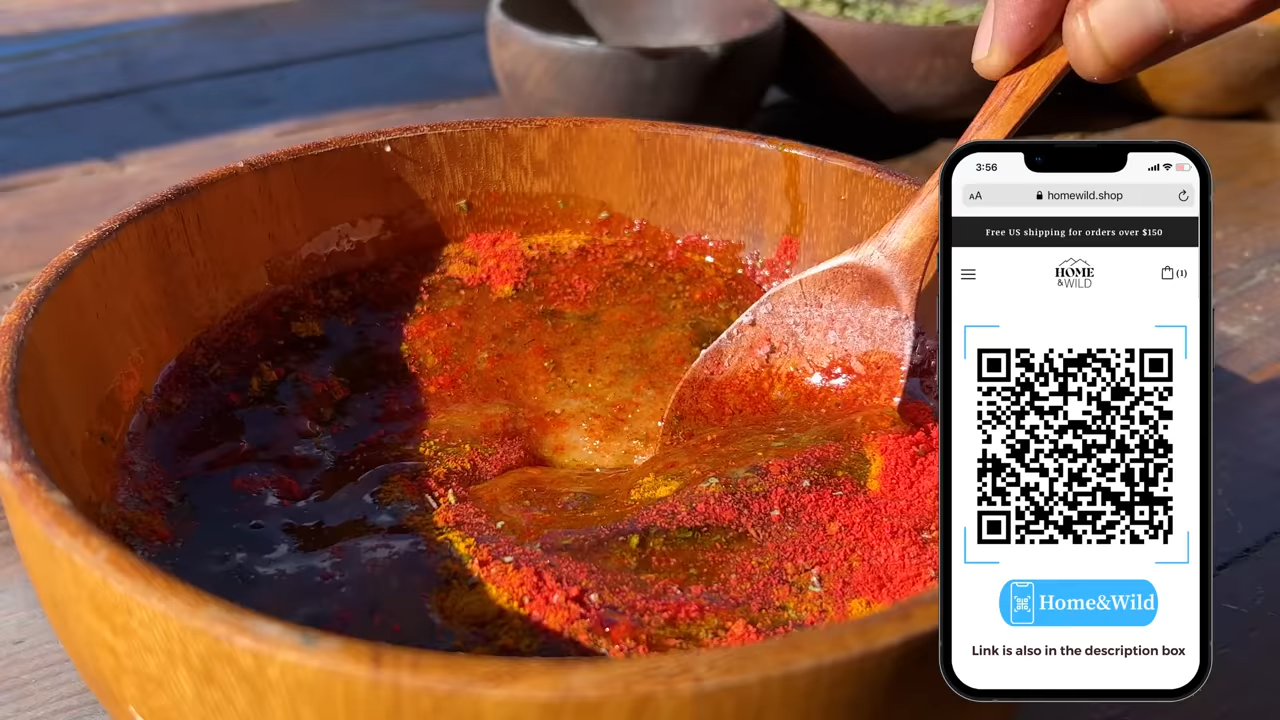 3:56
AA
homewild.shop
Free US shipping for orders over $150
HOME
&WILD
(1)
Home&Wild
Link is also in the description box